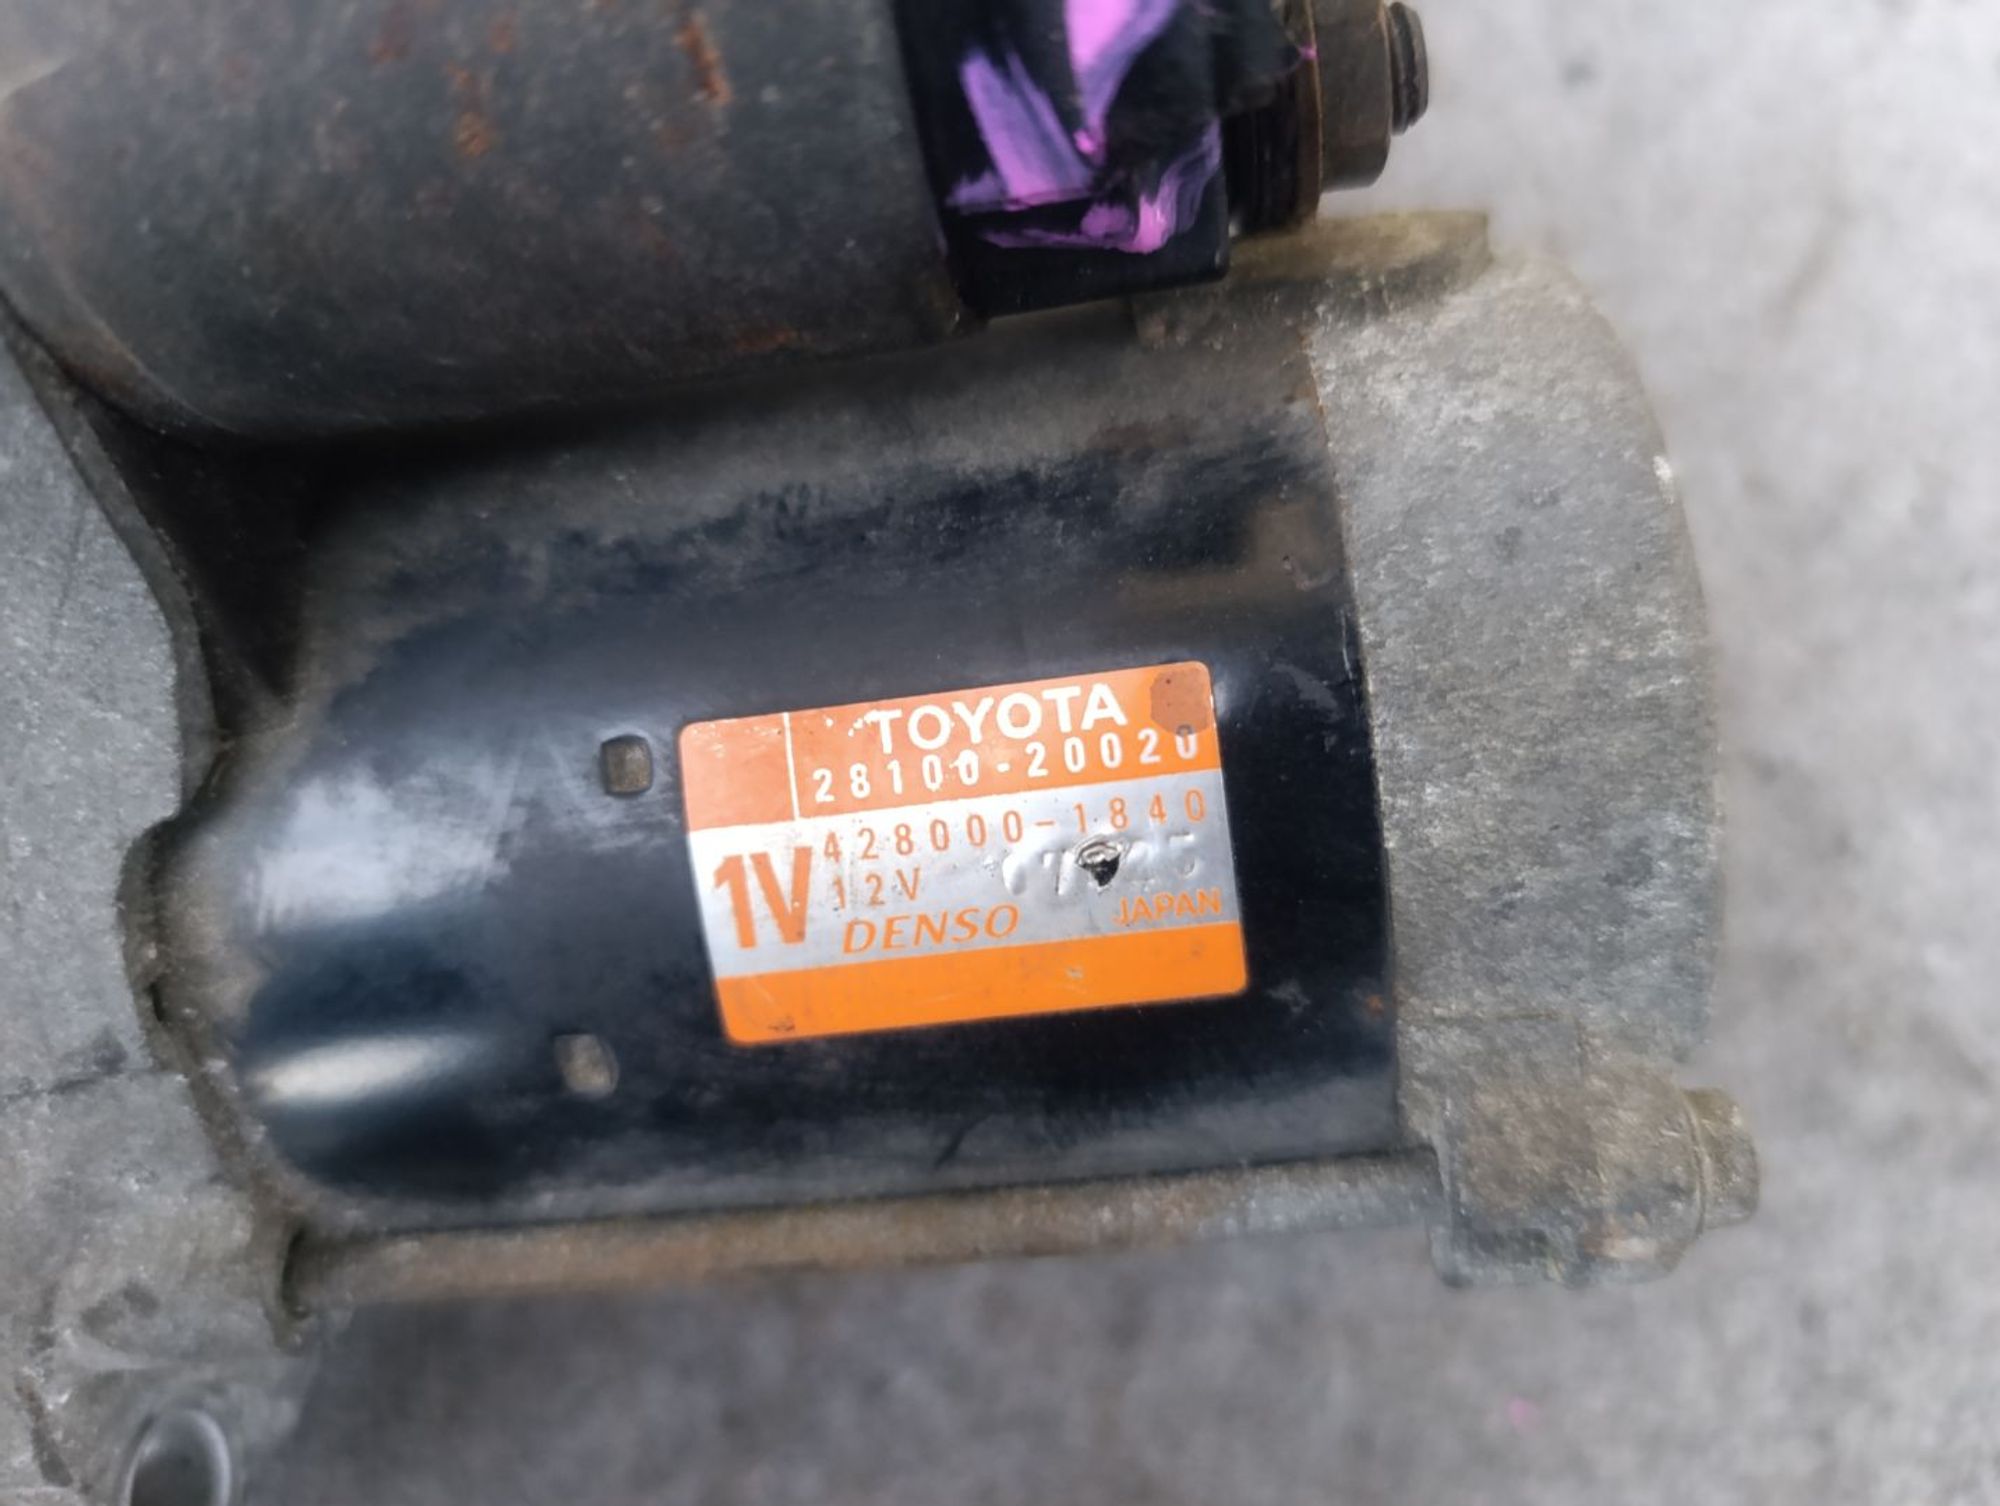 TOYOTA
28100-20020
428000-1840
1V
12V
DENSO
JAPAN